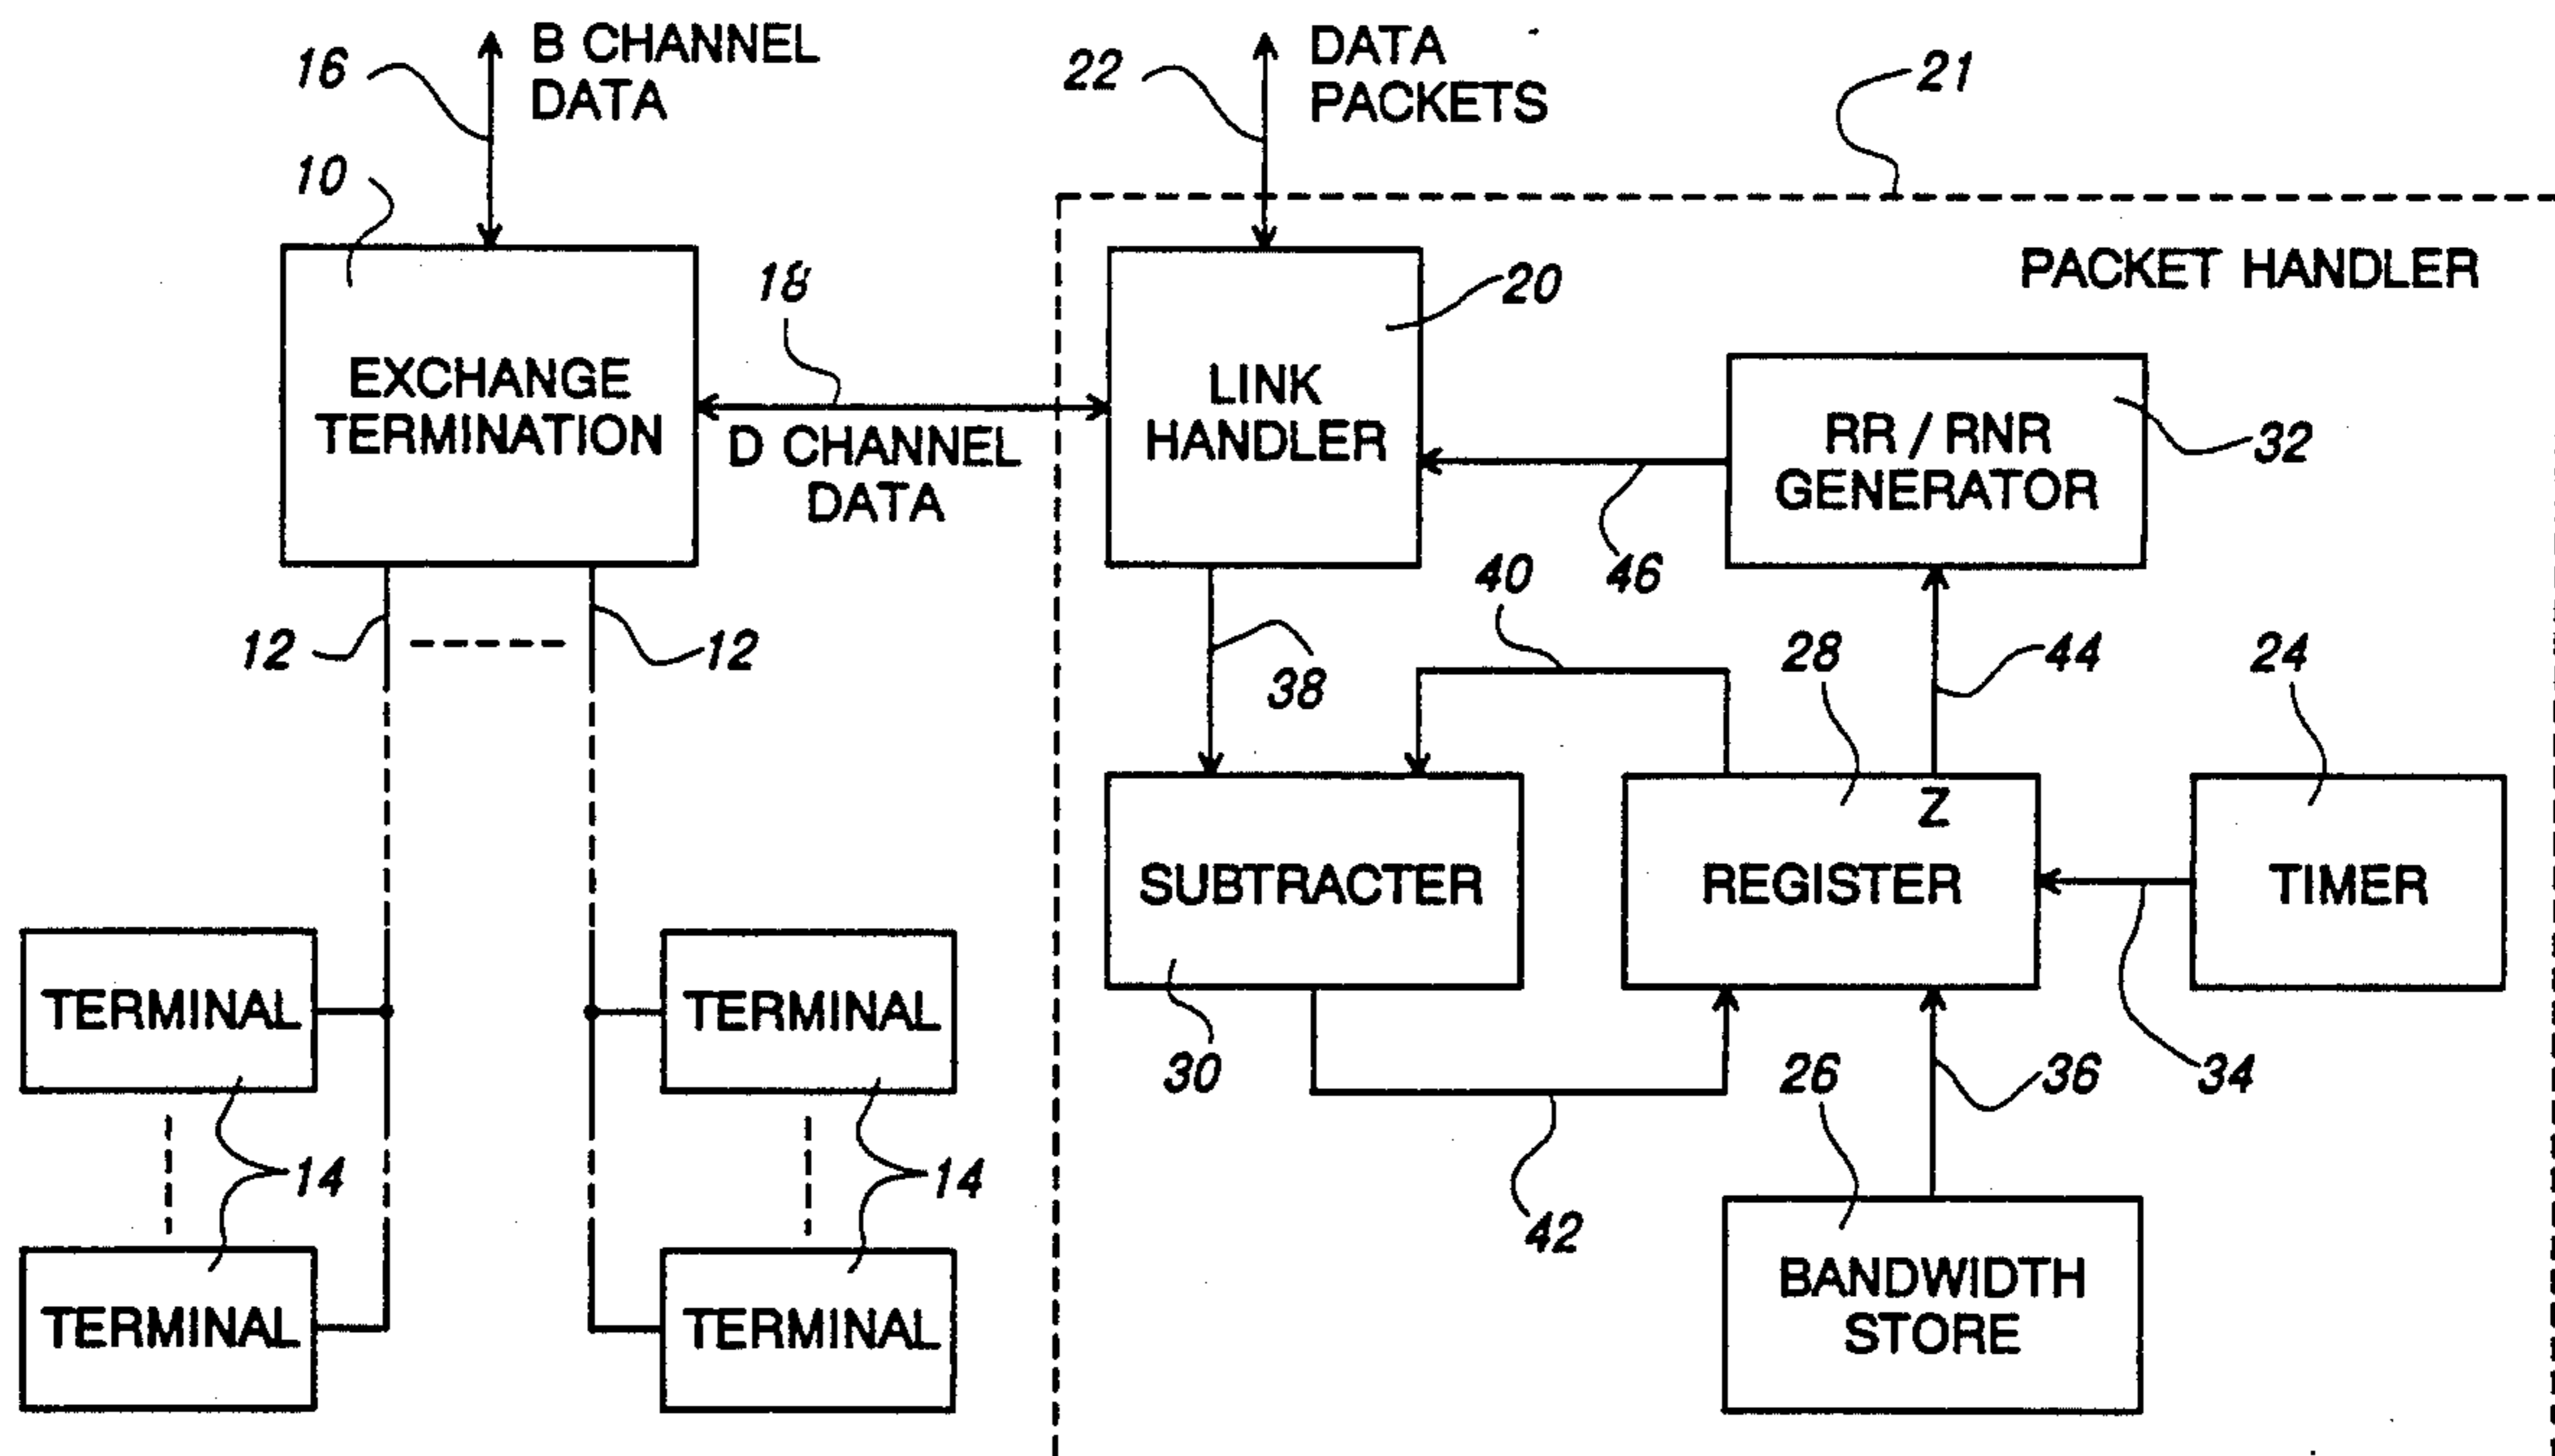 16
B CHANNEL
DATA
22
DATA
PACKETS
21
10
PACKET HANDLER
18
20
EXCHANGE
TERMINATION
D CHANNEL
DATA
LINK
HANDLER
RR / RNR
GENERATOR
32
46
40
12
12
38
28
44
24
Z
SUBTRACTER
REGISTER
TIMER
TERMINAL
TERMINAL
30
26
36
34
14
14
42
TERMINAL
TERMINAL
BANDWIDTH
STORE